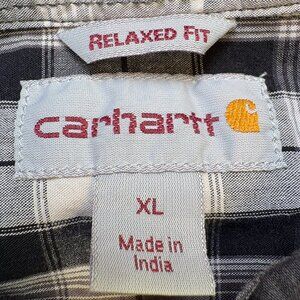 RELAXED FIT
carhartt
XL
Made in
India